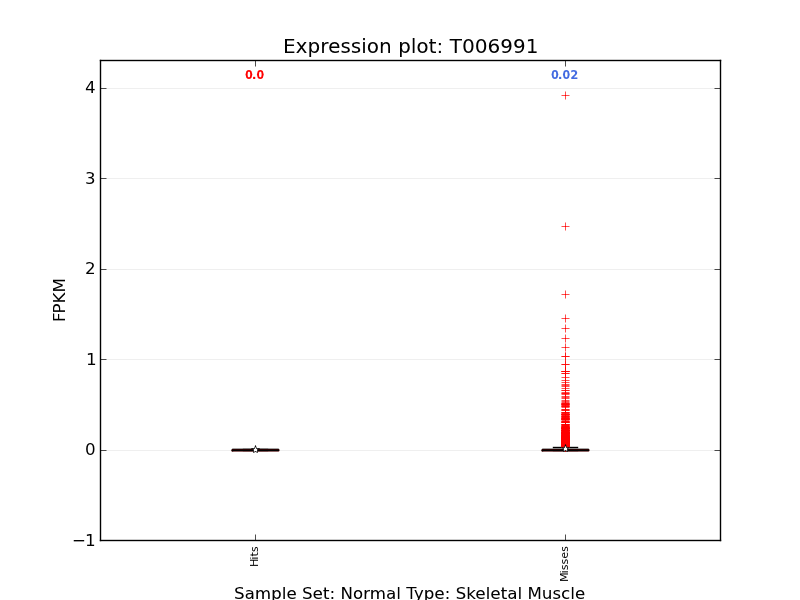 Expression plot: T006991
0.0
0.02
4
3
2
1
0
−1
FPKM
Hits
Misses
Sample Set: Normal Type: Skeletal Muscle